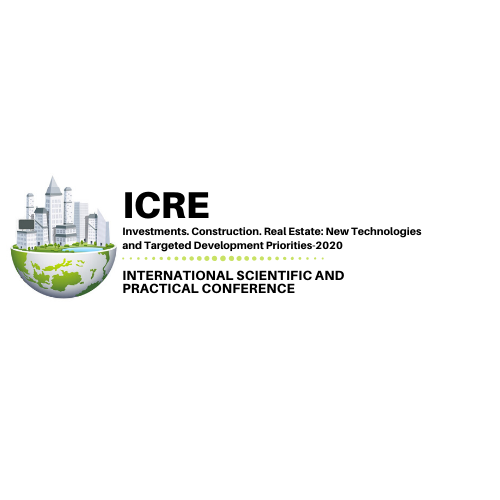 ICRE
Investments. Construction. Real Estate: New Technologies
and Targeted Development Priorities-2020
INTERNATIONAL SCIENTIFIC AND
PRACTICAL CONFERENCE